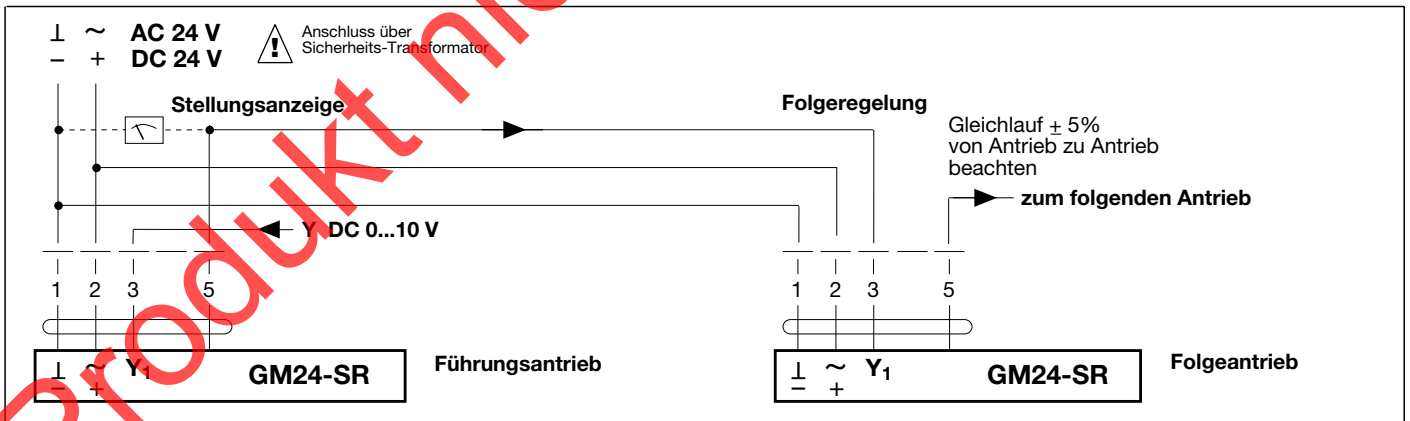 ⊥ ~ AC 24 V
– + DC 24 V
Anschluss über
Sicherheits-Transformator
Stellungsanzeige
Folgeregelung
Gleichlauf ± 5%
von Antrieb zu Antrieb
beachten
zum folgenden Antrieb
Y DC 0...10 V
1 2 3 5
1 2 3 5
⊥ ~ Y1 GM24-SR
– +
Führungsantrieb
⊥ ~ Y1 GM24-SR
– +
Folgeantrieb
Produkt